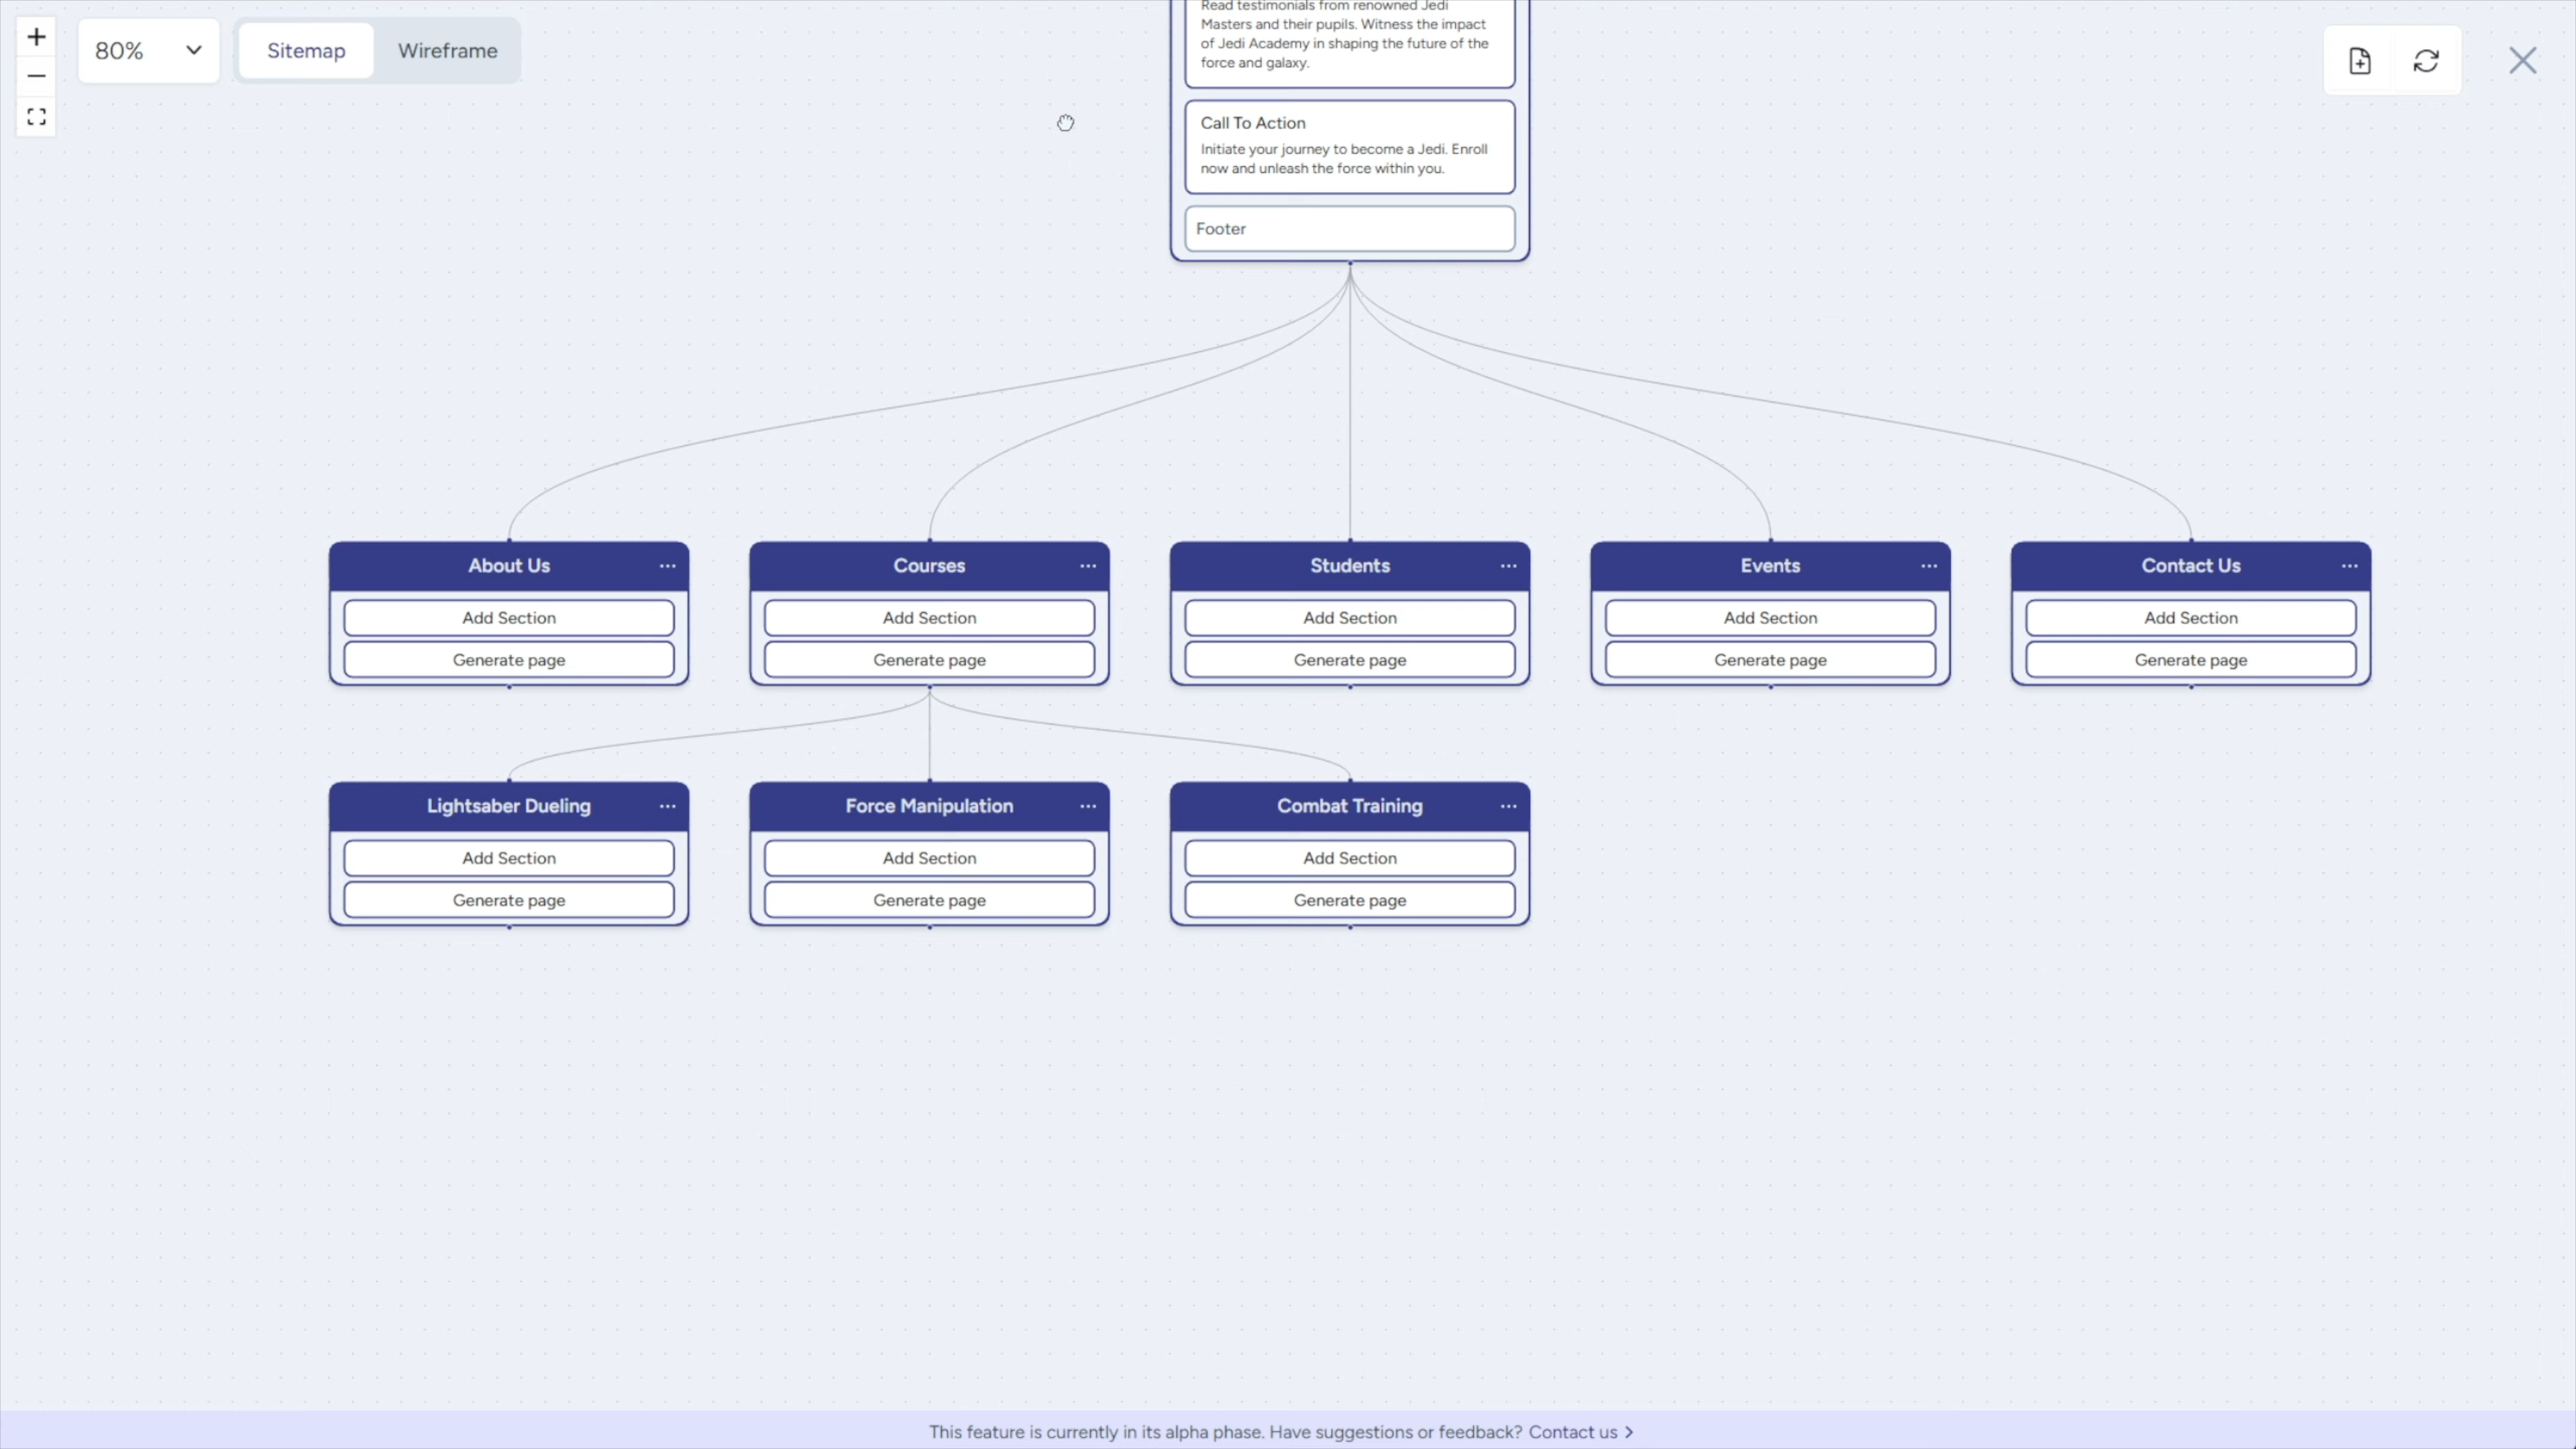 80%
Sitemap
Wireframe
Read testimonials from renowned Jedi
Masters and their pupils. Witness the impact
of Jedi Academy in shaping the future of the
force and galaxy.
Call To Action
Initiate your journey to become a Jedi. Enroll
now and unleash the force within you.
Footer
About Us
Add Section
Generate page
Courses
Add Section
Generate page
Students
Add Section
Generate page
Events
Add Section
Generate page
Contact Us
Add Section
Generate page
Lightsaber Dueling
Add Section
Generate page
Force Manipulation
Add Section
Generate page
Combat Training
Add Section
Generate page
This feature is currently in its alpha phase. Have suggestions or feedback? Contact us